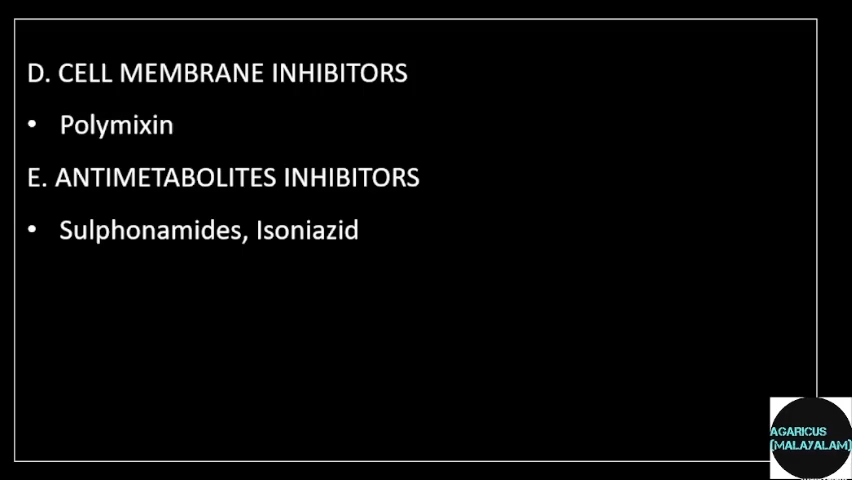 D. CELL MEMBRANE INHIBITORS
• Polymixin
E. ANTIMETABOLITES INHIBITORS
• Sulphonamides, Isoniazid
AGARICUS
(MALAYALAM)